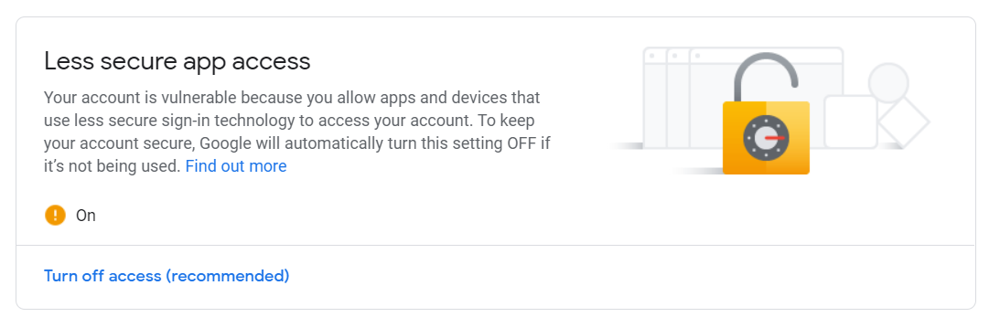 Less secure app access
Your account is vulnerable because you allow apps and devices that
use less secure sign-in technology to access your account. To keep
your account secure, Google will automatically turn this setting OFF if
it’s not being used. Find out more
On
Turn off access (recommended)